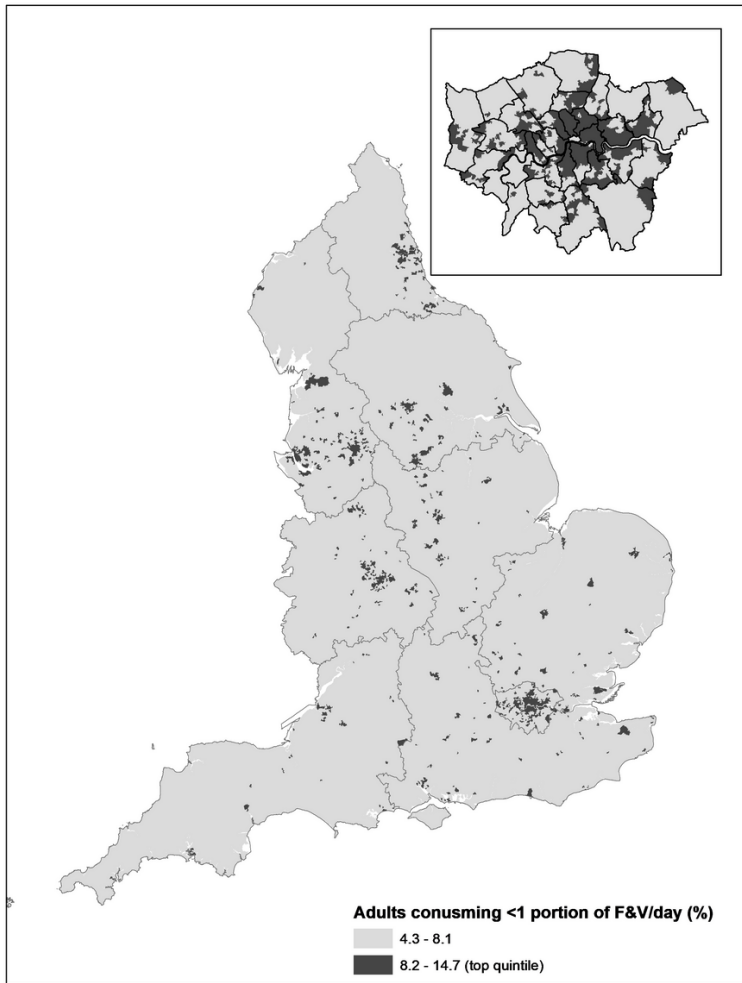 Adults conusming <1 portion of F&V/day (%)
4.3 - 8.1
8.2 - 14.7 (top quintile)